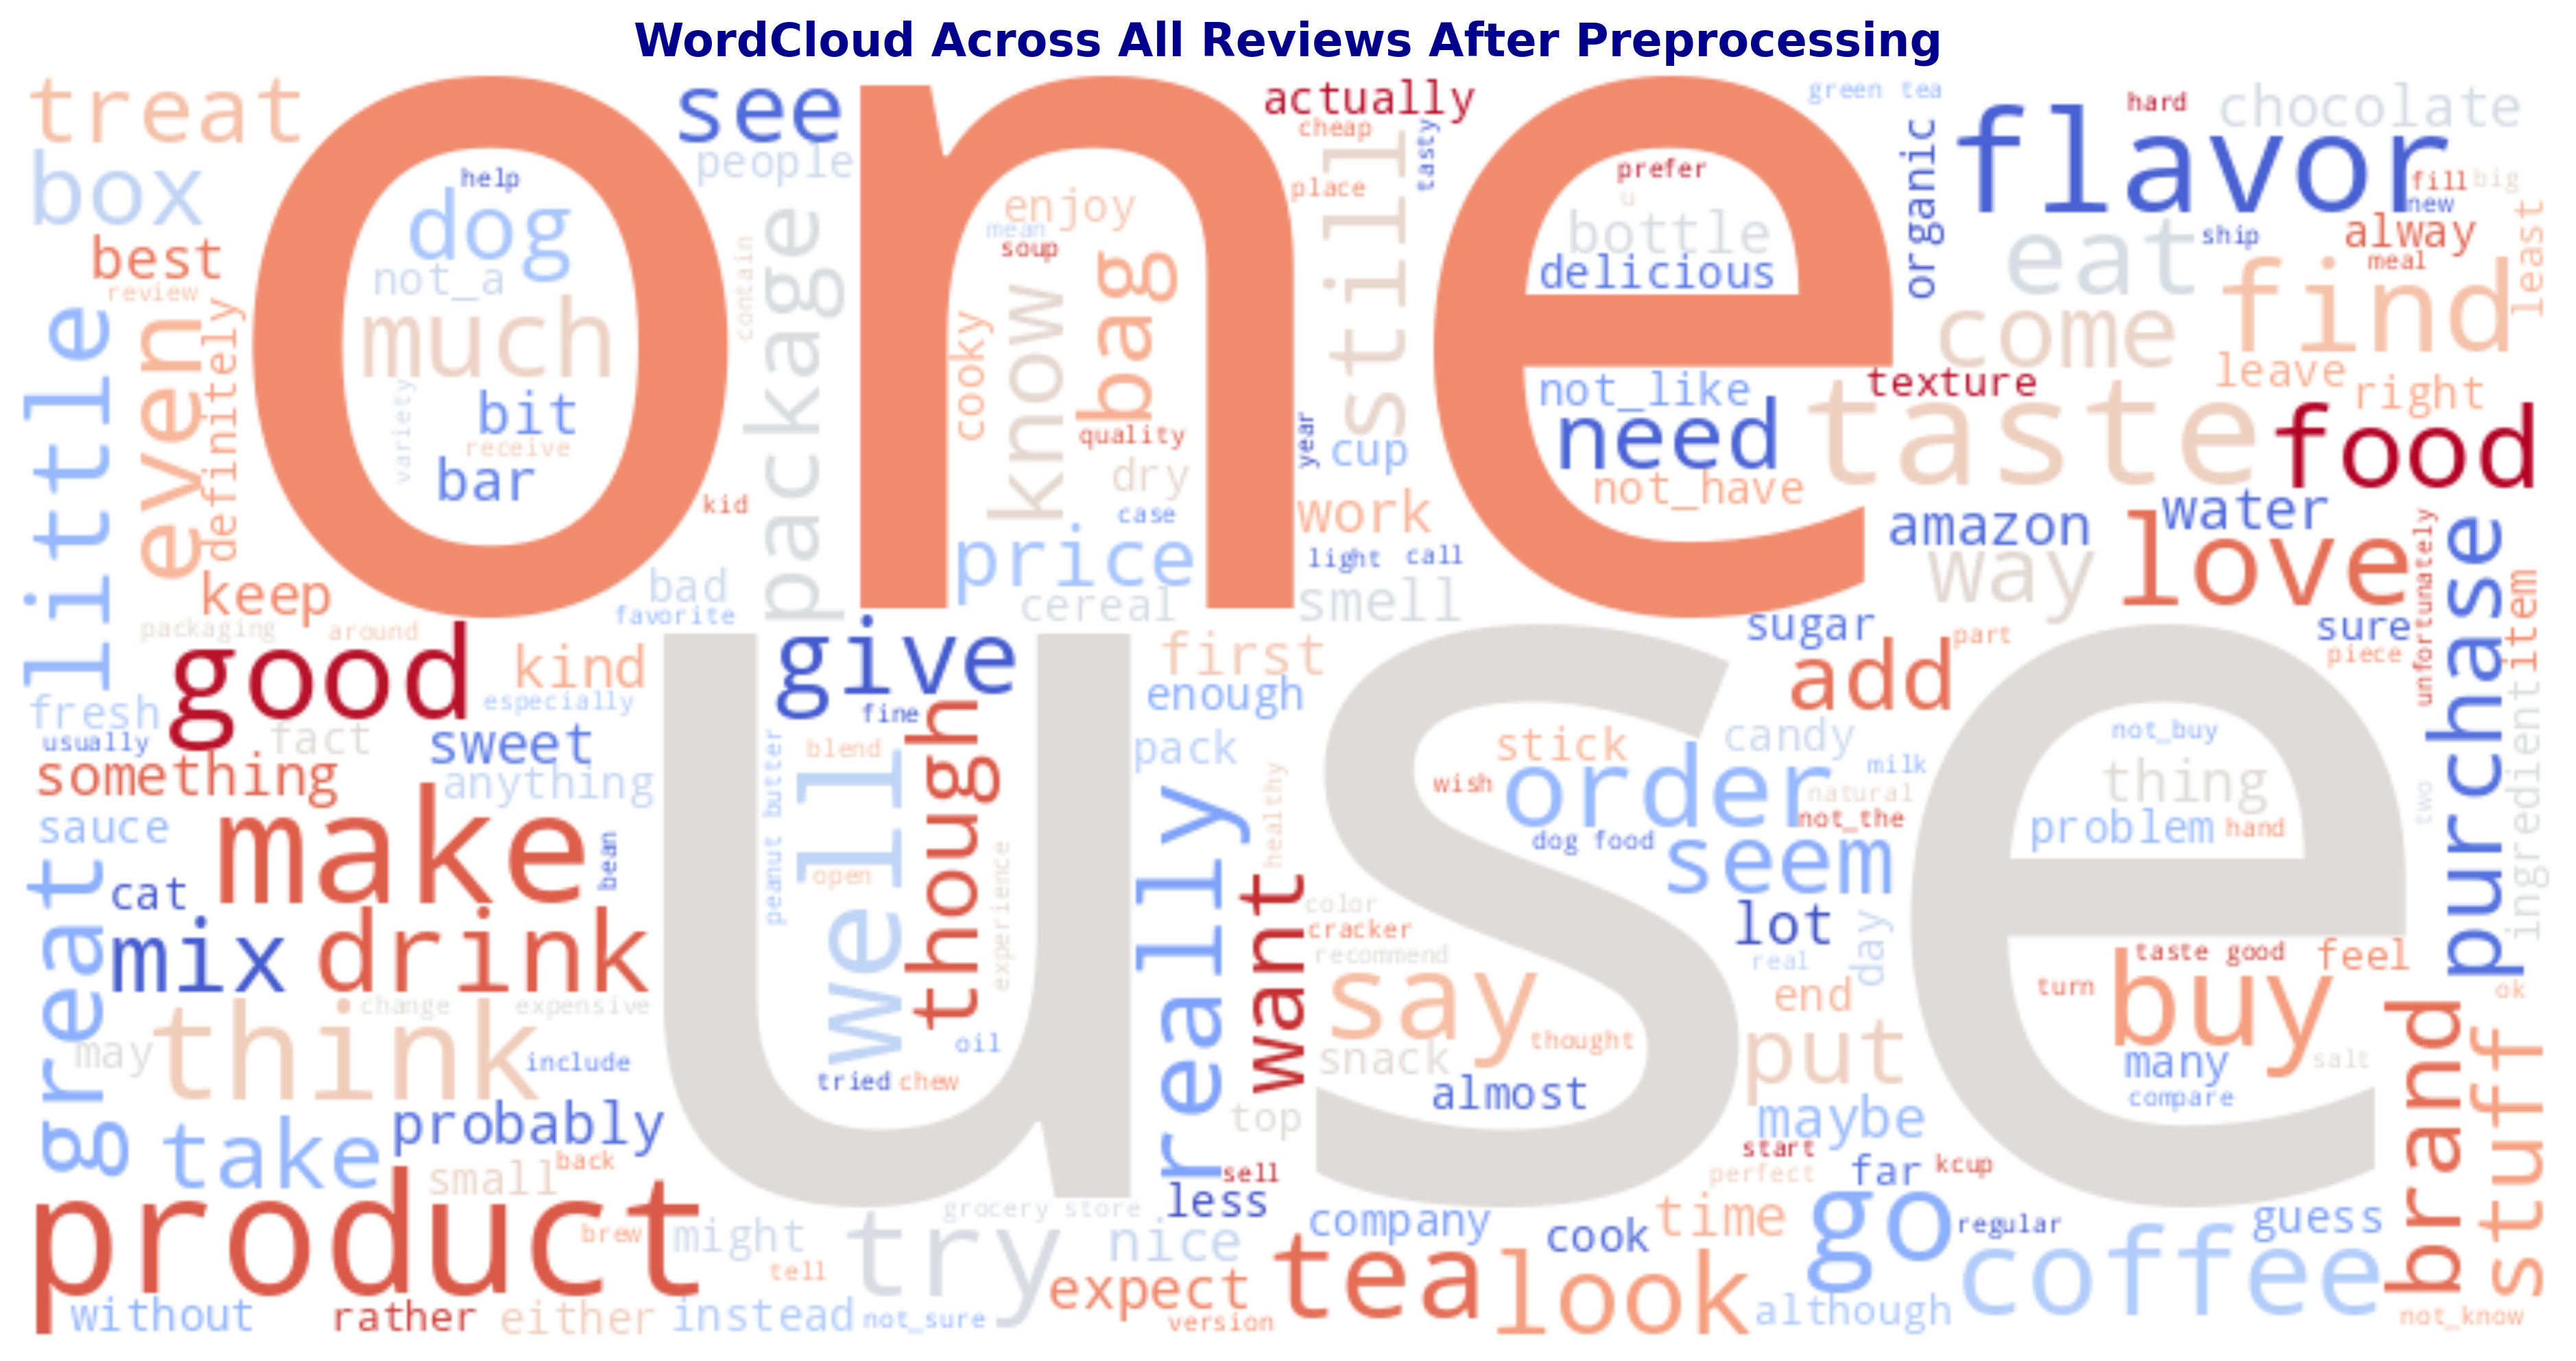 WordCloud Across All Reviews After Preprocessing
one
use
treat
see
actually
green tea
hard
chocolate
box
people
cheap
tasty
organic
flavor
help
dog
enjoy
place
prefer
u
fill
big
new
best
not_a
mean
soup
still
bottle
delicious
eat
ship
alway
meal
least
review
much
package
contain
know
bag
come
find
little
even
definitely
bit
variety
receive
bar
cooky
quality
dry
case
year
cup
not_like
need
not_have
texture
taste
leave
right
food
kid
price
work
light
call
amazon
water
way
love
unfortunately
purchase
item
keep
bad
favorite
cereal
smell
packaging
around
good
kind
give
first
sugar
add
part
sure
piece
fresh
especially
fine
enough
usually
fact
sweet
something
anything
peanut butter
blend
well
though
pack
stick
candy
not_buy
wish
order
milk
natural
thing
two
ingredient
sauce
make
bean
open
experience
really
healthy
dog food
not_the
seem
problem
hand
great
cat
mix
drink
want
color
cracker
recommend
lot
real
day
taste good
feel
think
change
expensive
say
end
turn
buy
ok
may
include
oil
tried
chew
snack
thought
almost
put
many
salt
compare
brand
stuff
take
probably
top
maybe
start
perfect
small
back
sell
less
far
kcup
product
brew
might
tell
grocery store
try
nice
company
cook
time
go
regular
guess
without
rather
either
instead
not_sure
expect
version
tea
look
although
coffee
not_know